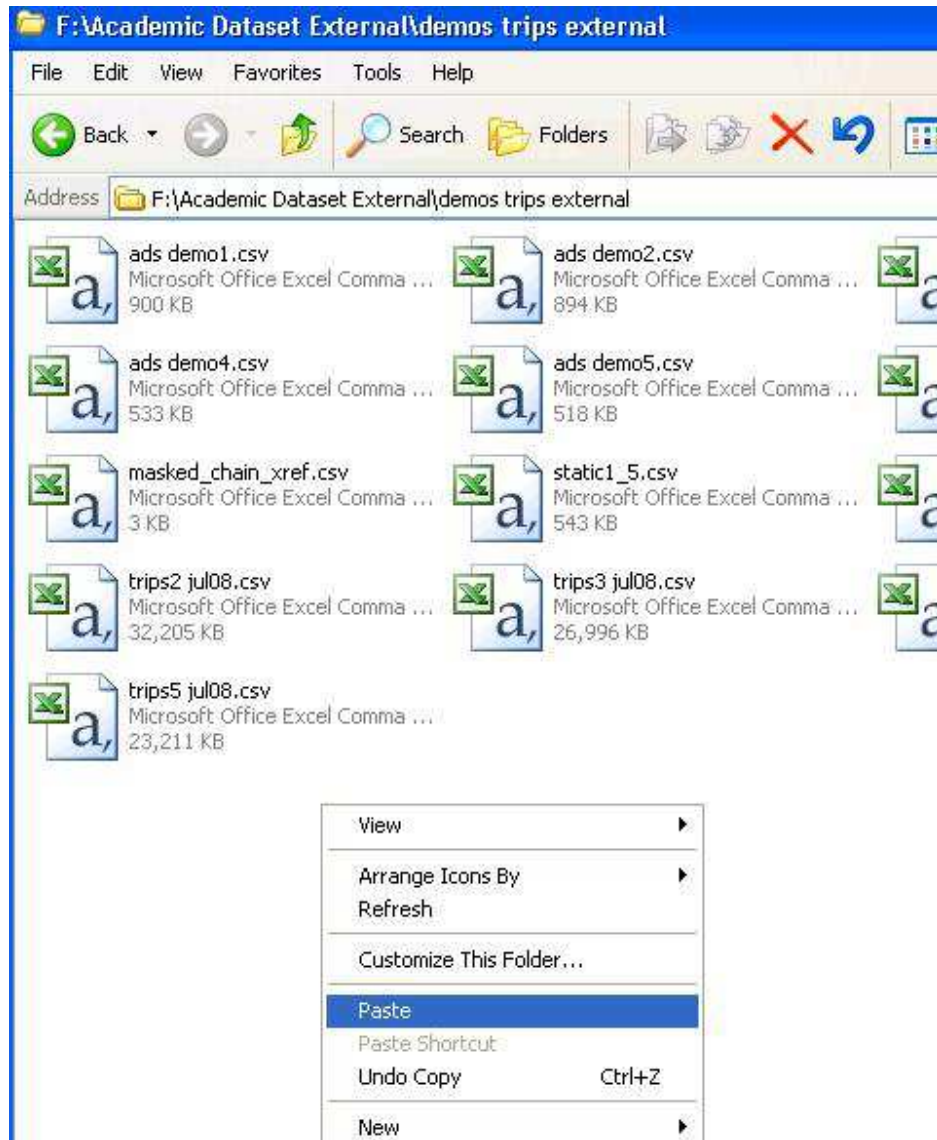 F:\Academic Dataset External\demos trips external
File Edit View Favorites Tools Help
Back Search Folders
Address F:\Academic Dataset External\demos trips external
ads demo1.csv
Microsoft Office Excel Comma ...
900 KB
ads demo2.csv
Microsoft Office Excel Comma ...
894 KB
ads demo4.csv
Microsoft Office Excel Comma ...
533 KB
ads demo5.csv
Microsoft Office Excel Comma ...
518 KB
masked_chain_xref.csv
Microsoft Office Excel Comma ...
3 KB
static1_5.csv
Microsoft Office Excel Comma ...
543 KB
trips2 jul08.csv
Microsoft Office Excel Comma ...
32,205 KB
trips3 jul08.csv
Microsoft Office Excel Comma ...
26,996 KB
trips5 jul08.csv
Microsoft Office Excel Comma ...
23,211 KB
View
Arrange Icons By
Refresh
Customize This Folder...
Paste
Paste Shortcut
Undo Copy Ctrl+Z
New